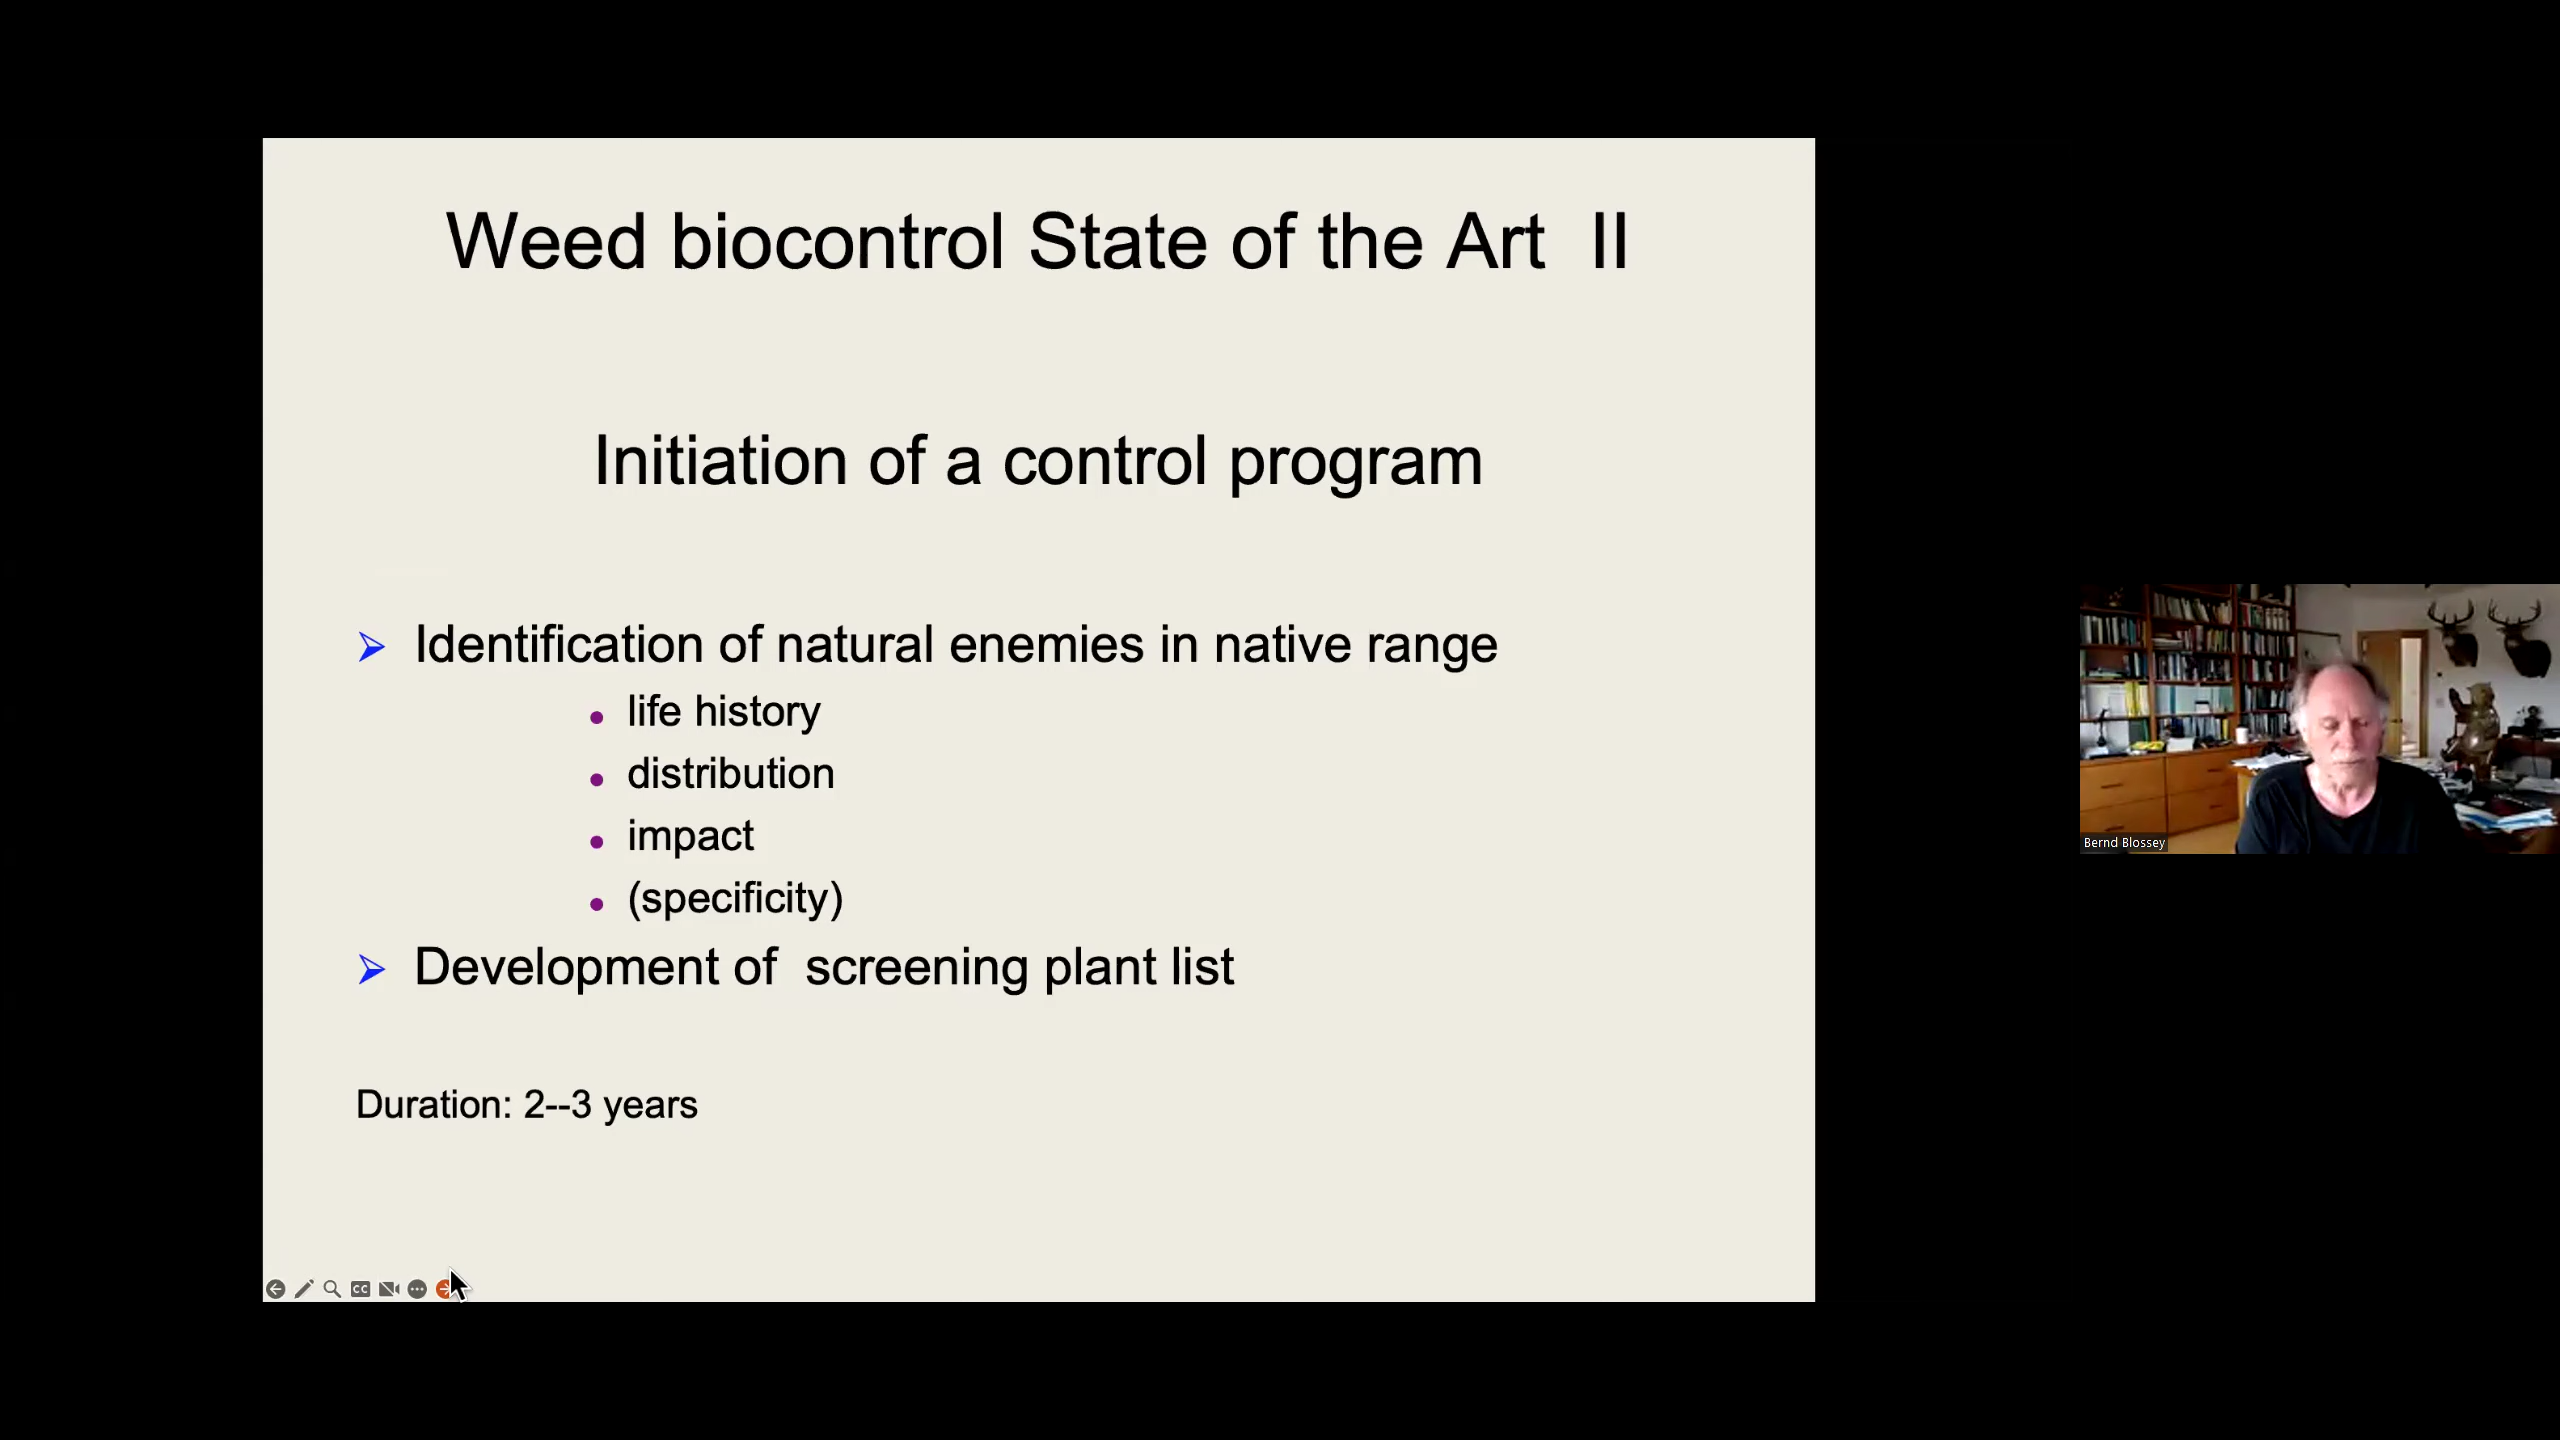 Weed biocontrol State of the Art  II
Initiation of a control program
Identification of natural enemies in native range
life history
distribution
impact
(specificity)
Development of  screening plant list
Duration: 2--3 years
CC
Bernd Blossey